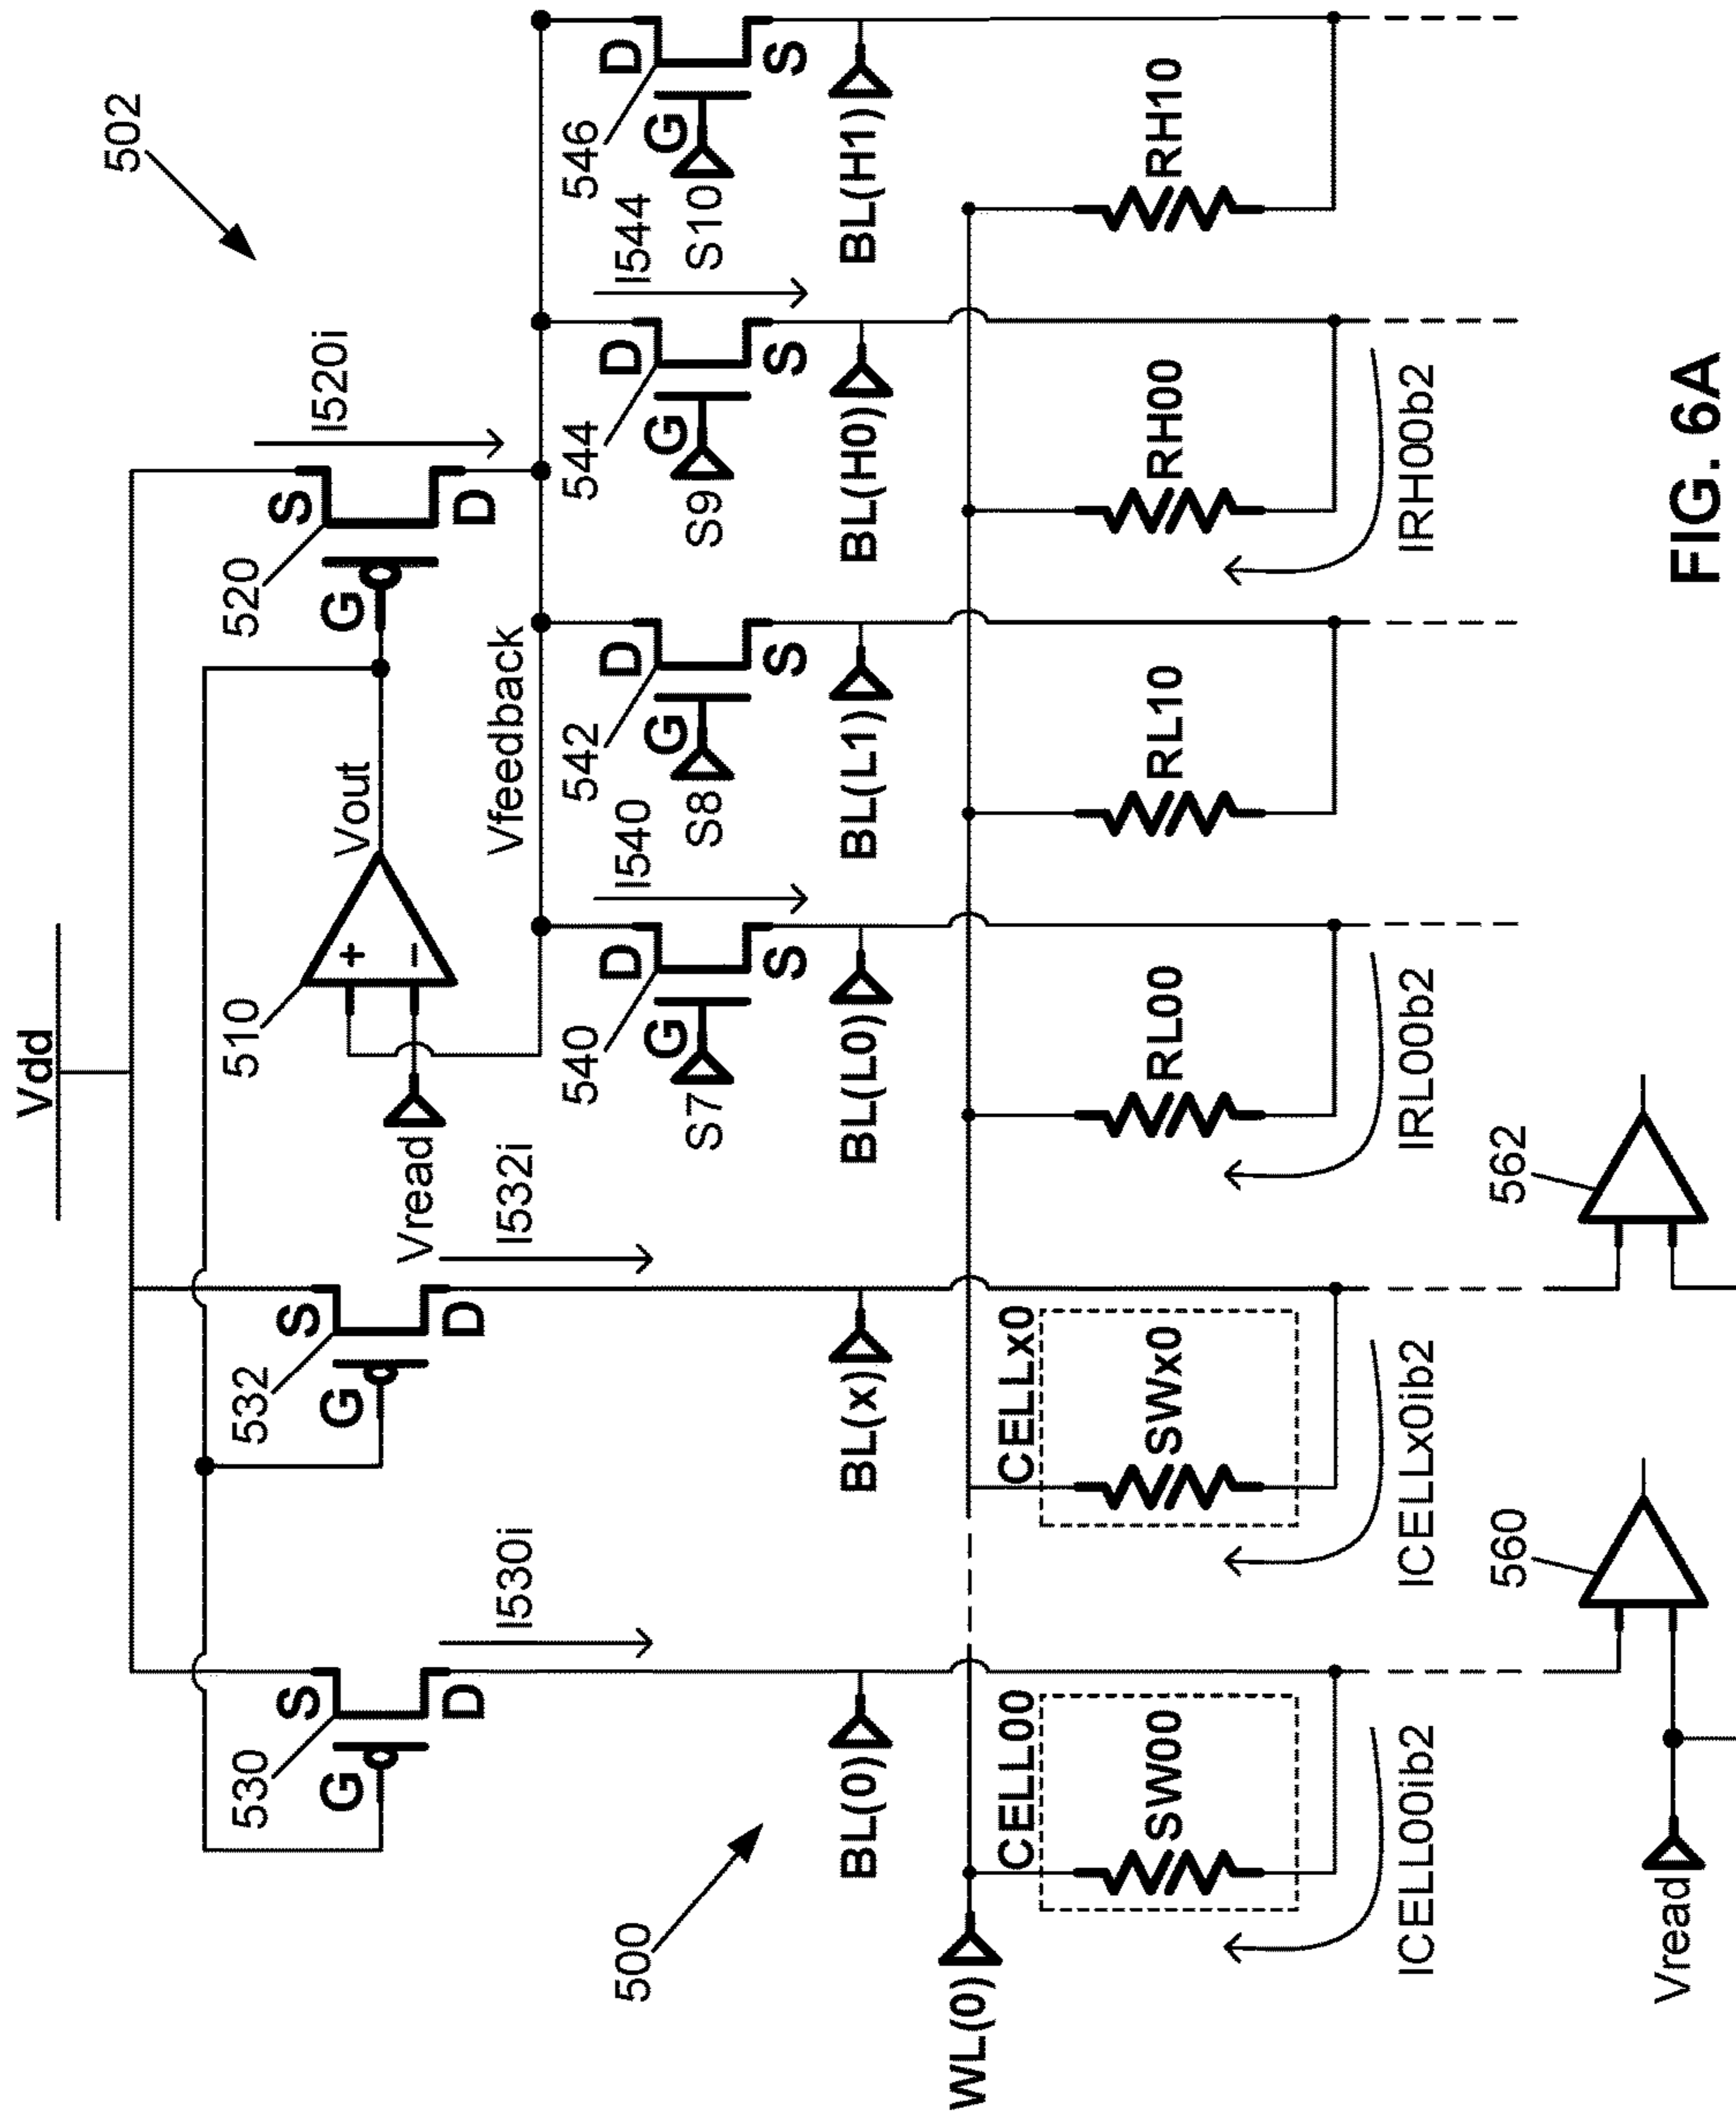 Vdd
502
530
S
G
D
I530i
532
S
G
D
I532i
510
+
−
Vread
Vout
520
S
G
D
I520i
Vfeedback
540
D
G
S
S7
I540
542
D
G
S
S8
544
D
G
S
S9
I544
546
D
G
S
S10
500
BL(0)
BL(x)
BL(L0)
BL(L1)
BL(H0)
BL(H1)
WL(0)
CELL00
SW00
CELLx0
SWx0
RL00
RL10
RH00
RH10
ICELL00ib2
ICELLx0ib2
IRL00b2
IRH00b2
560
562
Vread
FIG. 6A